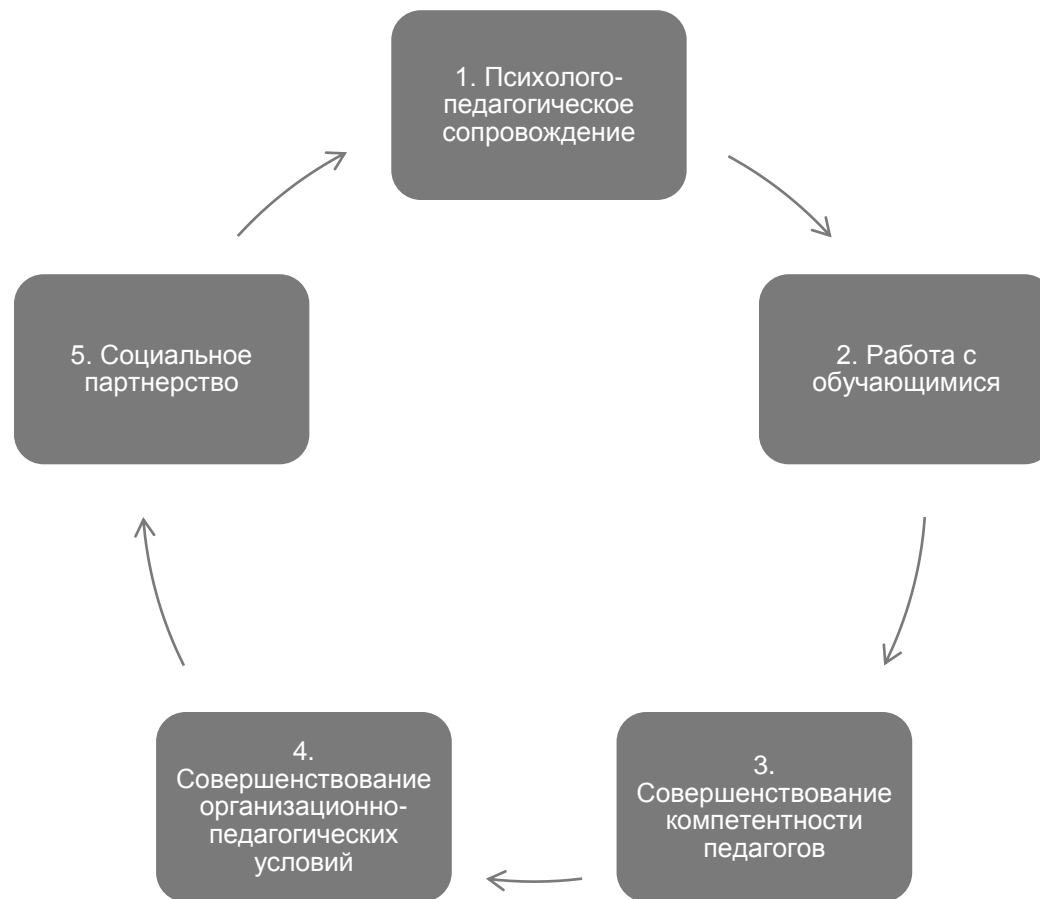 1. Психолого-
педагогическое
сопровождение
2. Работа с
обучающимися
3.
Совершенствование
компетентности
педагогов
4.
Совершенствование
организационно-
педагогических
условий
5. Социальное
партнерство